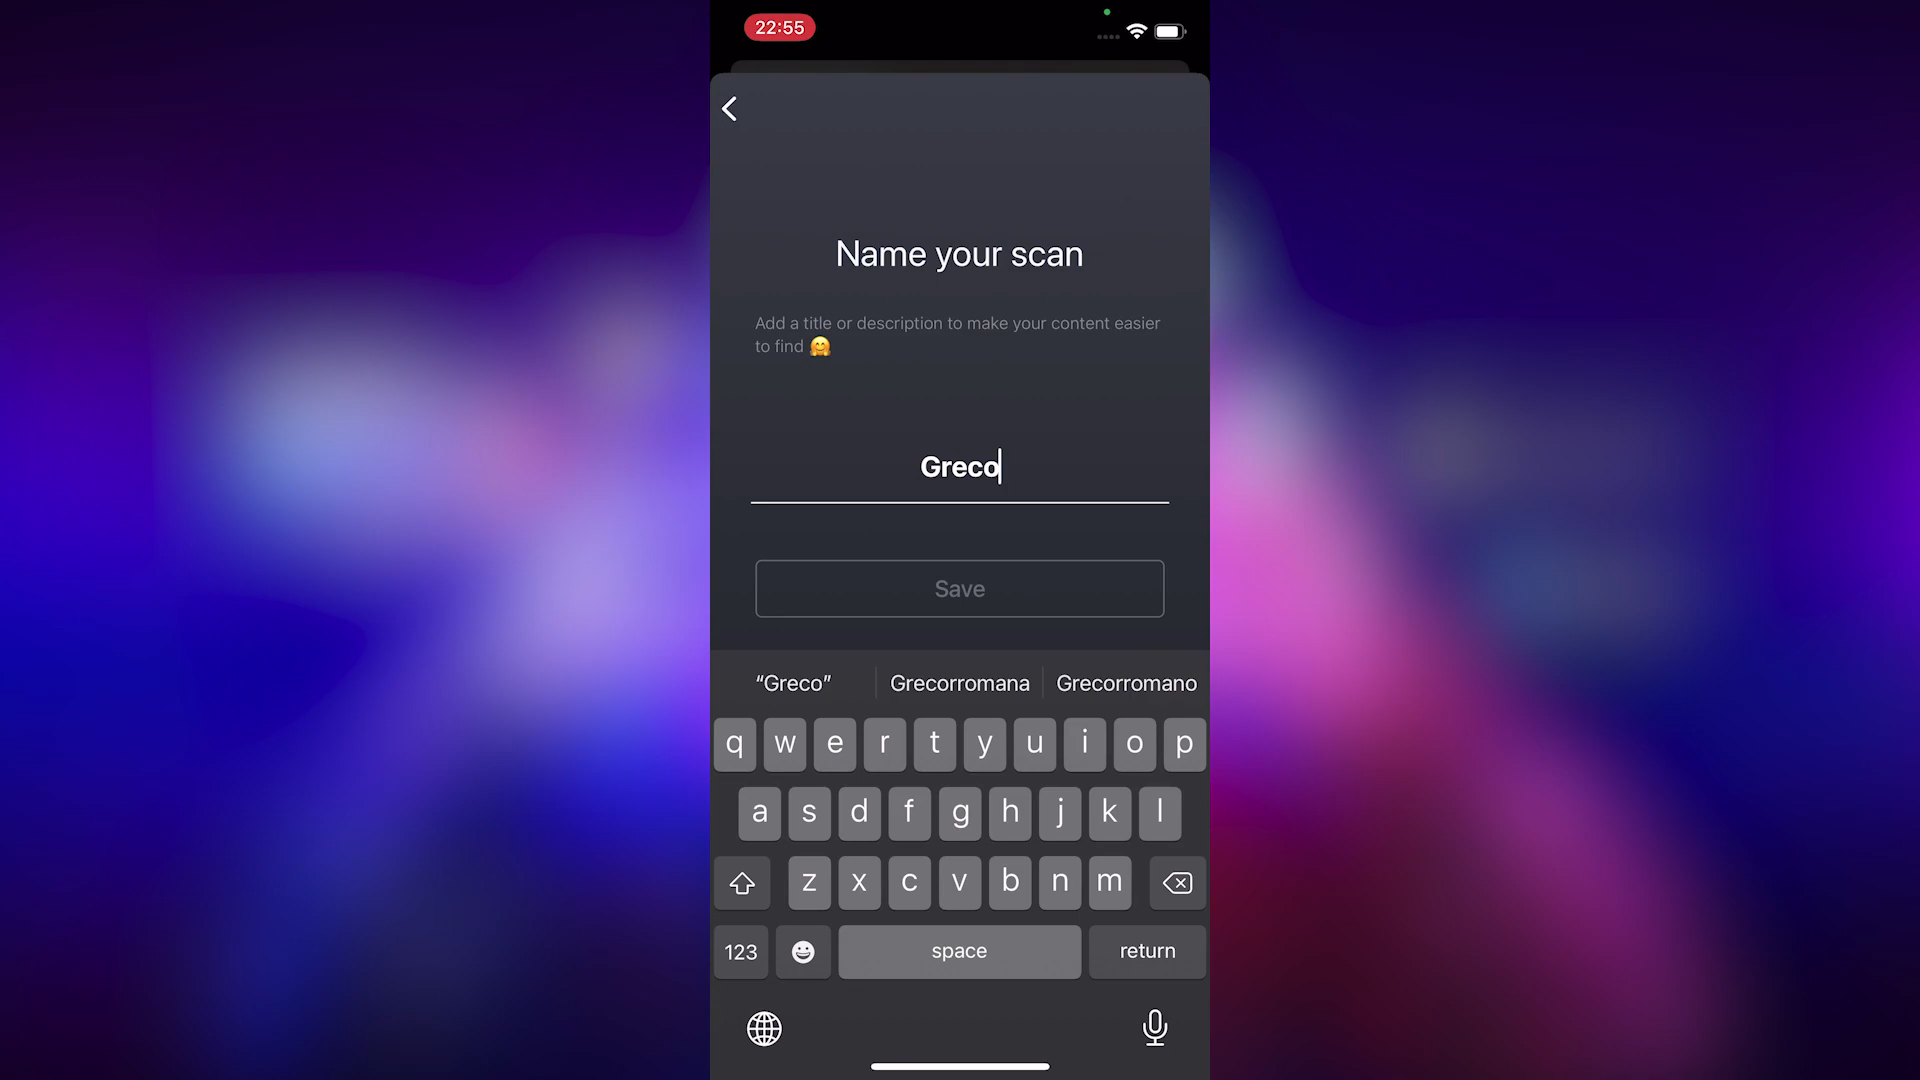 22:55
Name your scan
Add a title or description to make your content easier
to find 🤗
Greco
Save
“Greco” Grecorromana Grecorromano
q w e r t y u i o p
a s d f g h j k l
z x c v b n m
123 space return